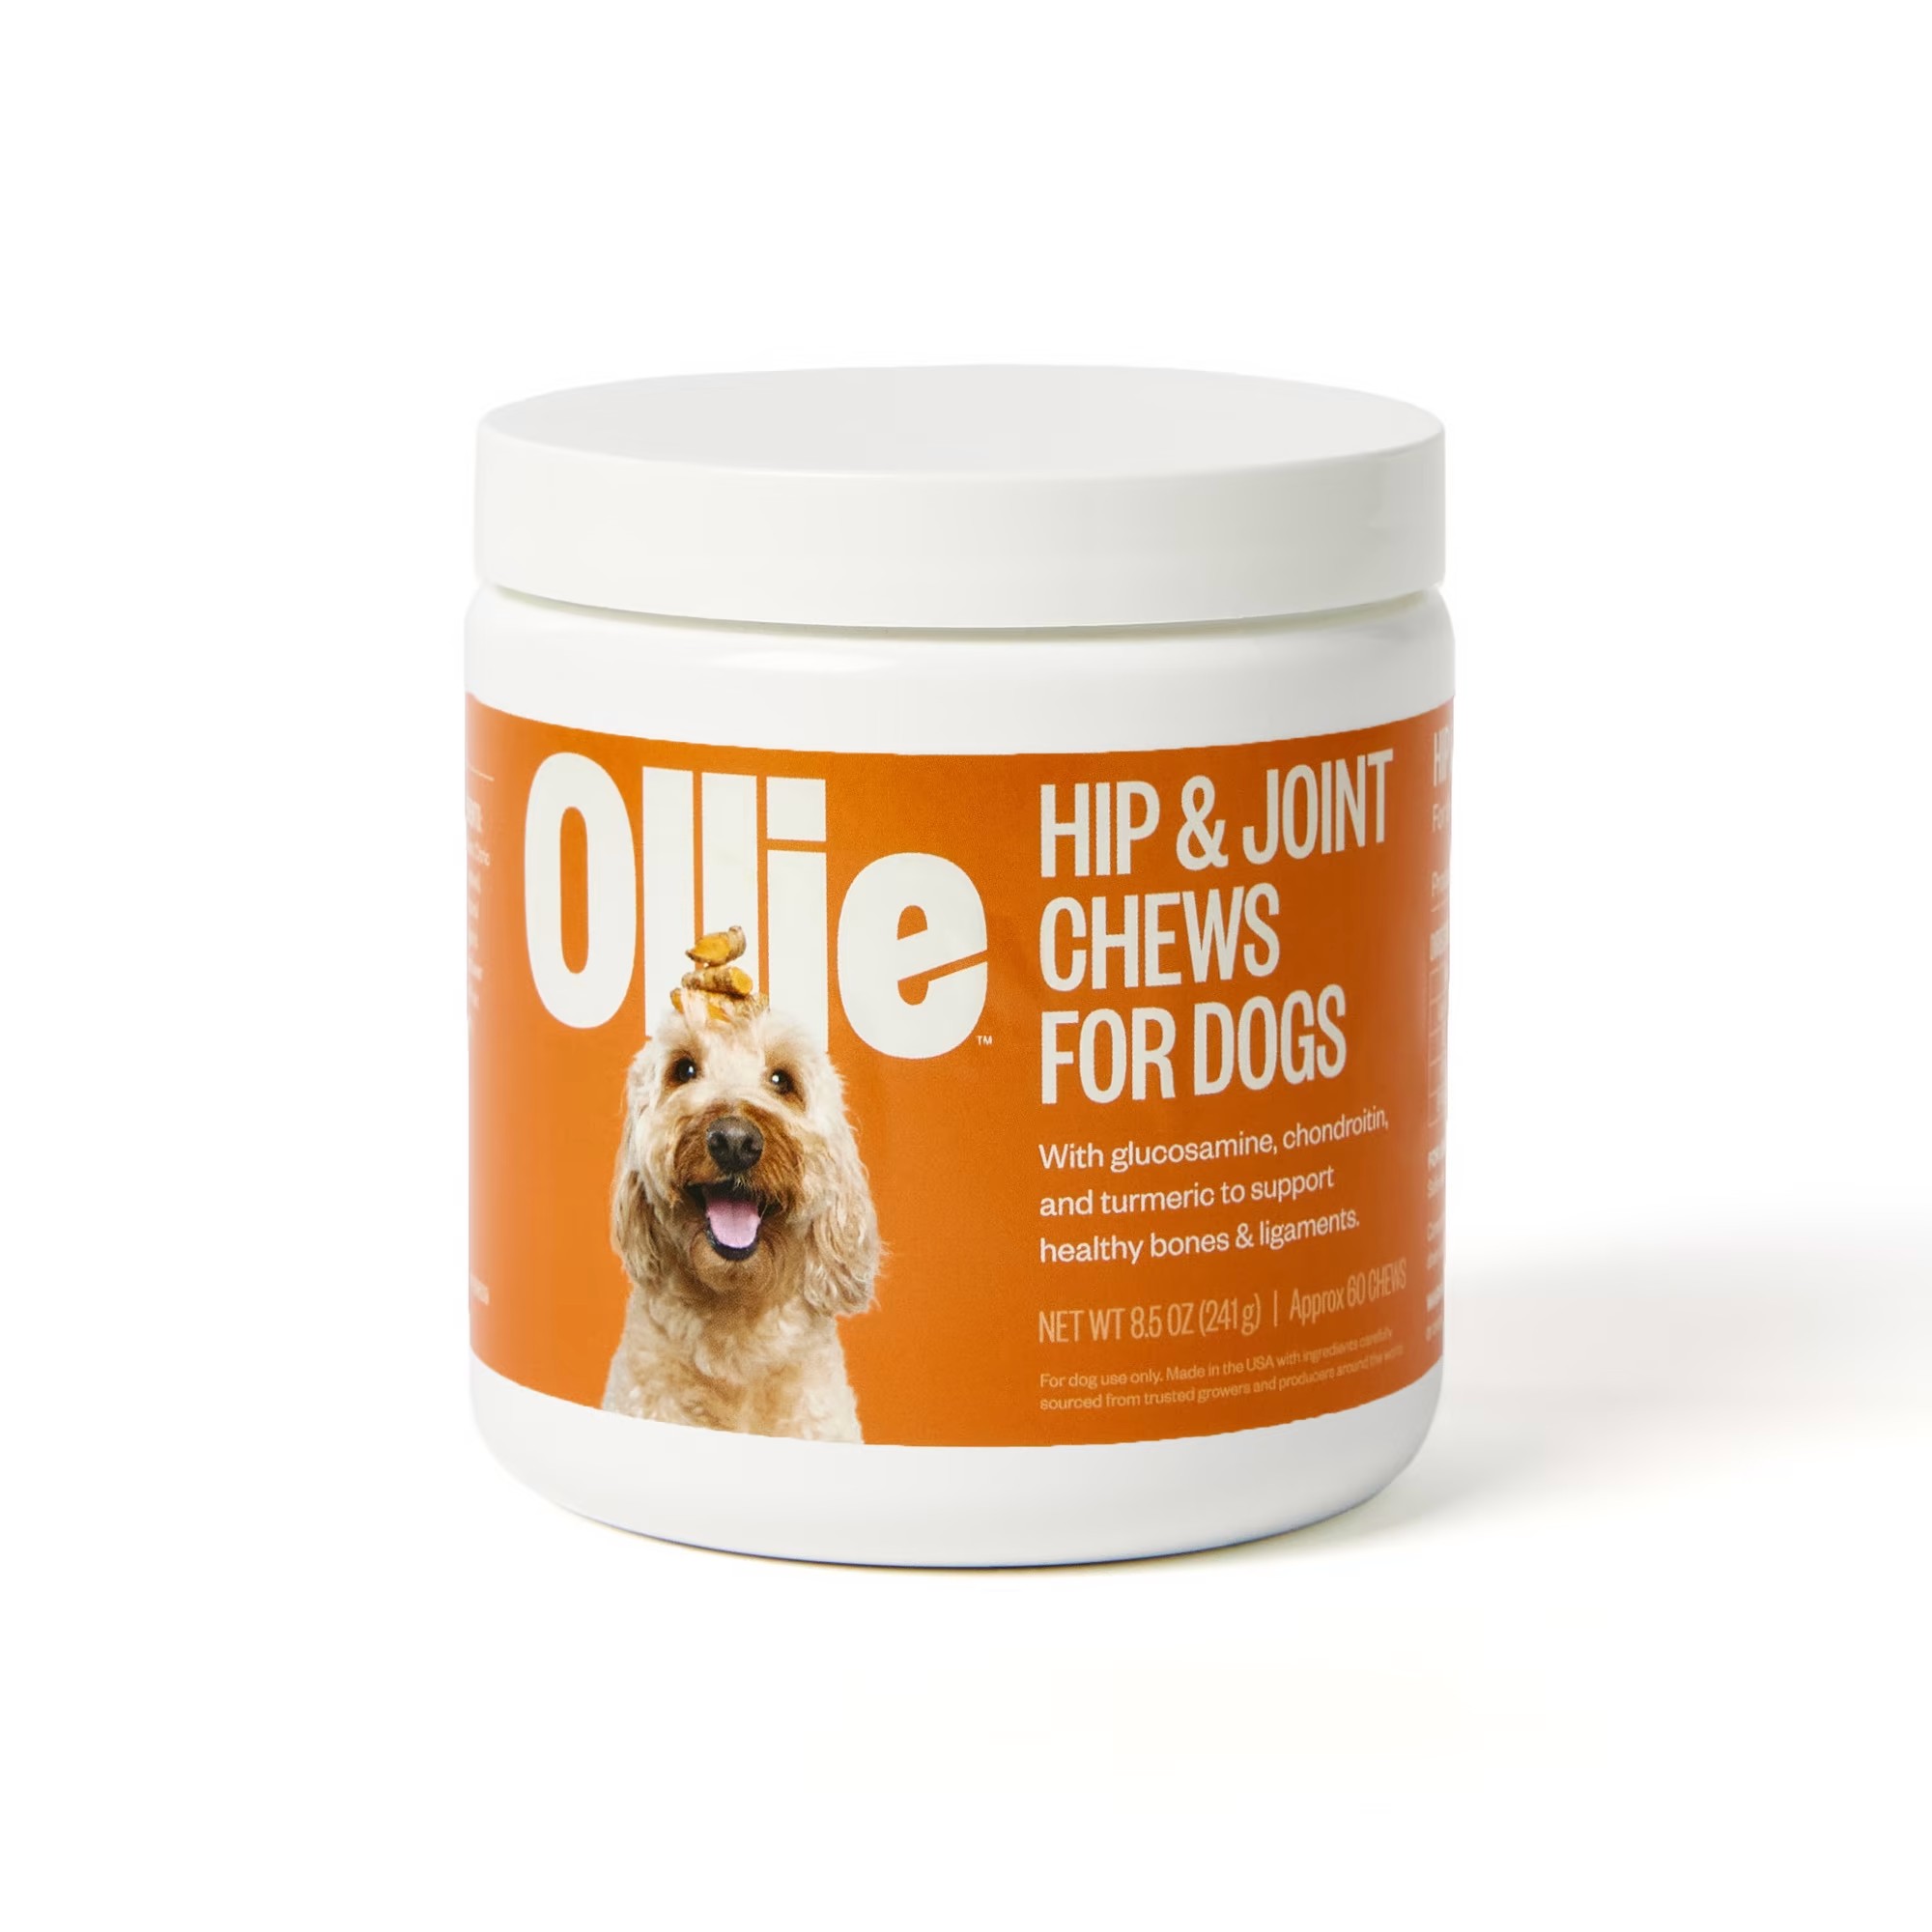 Ollie™
HIP & JOINT
CHEWS
FOR DOGS
With glucosamine, chondroitin,
and turmeric to support
healthy bones & ligaments.
NET WT 8.5 OZ (241 g) | Approx 60 CHEWS
For dog use only. Made in the USA with ingredients carefully
sourced from trusted growers and producers around the world.